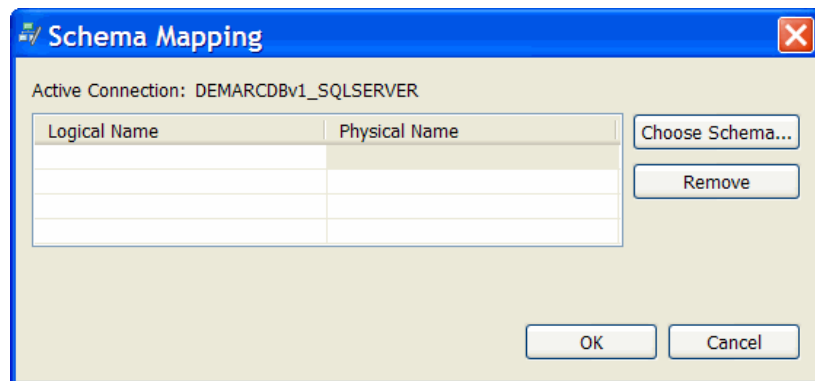 Schema Mapping
Active Connection: DEMARCDBv1_SQLSERVER
Logical Name Physical Name
Choose Schema...
Remove
OK Cancel